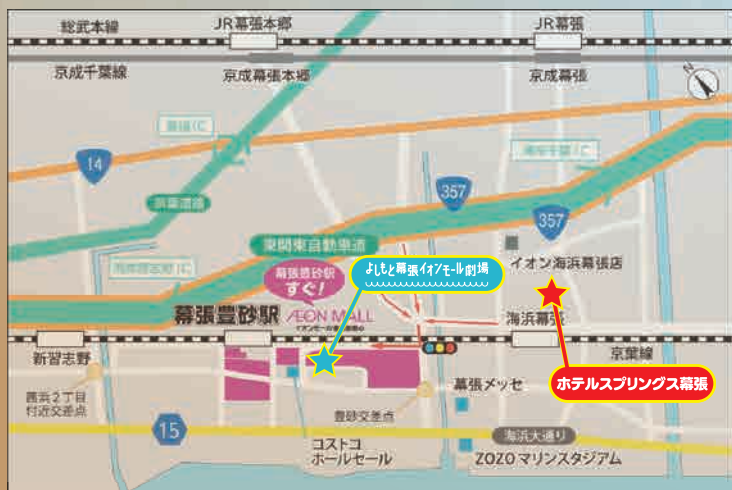 総武本線
JR幕張本郷
JR幕張
京成千葉線
京成幕張本郷
京成幕張
N
幕張IC
14
湾岸千葉IC
357
357
京葉道路
東関東自動車道
湾岸習志野IC
幕張豊砂駅
すぐ!
よしもと幕張イオンモール劇場
イオン海浜幕張店
幕張豊砂駅
ÆON MALL
海浜幕張
新習志野
京葉線
ホテルスプリングス幕張
茜浜2丁目
付近交差点
幕張メッセ
豊砂交差点
15
海浜大通り
コストコ
ホールセール
ZOZOマリンスタジアム